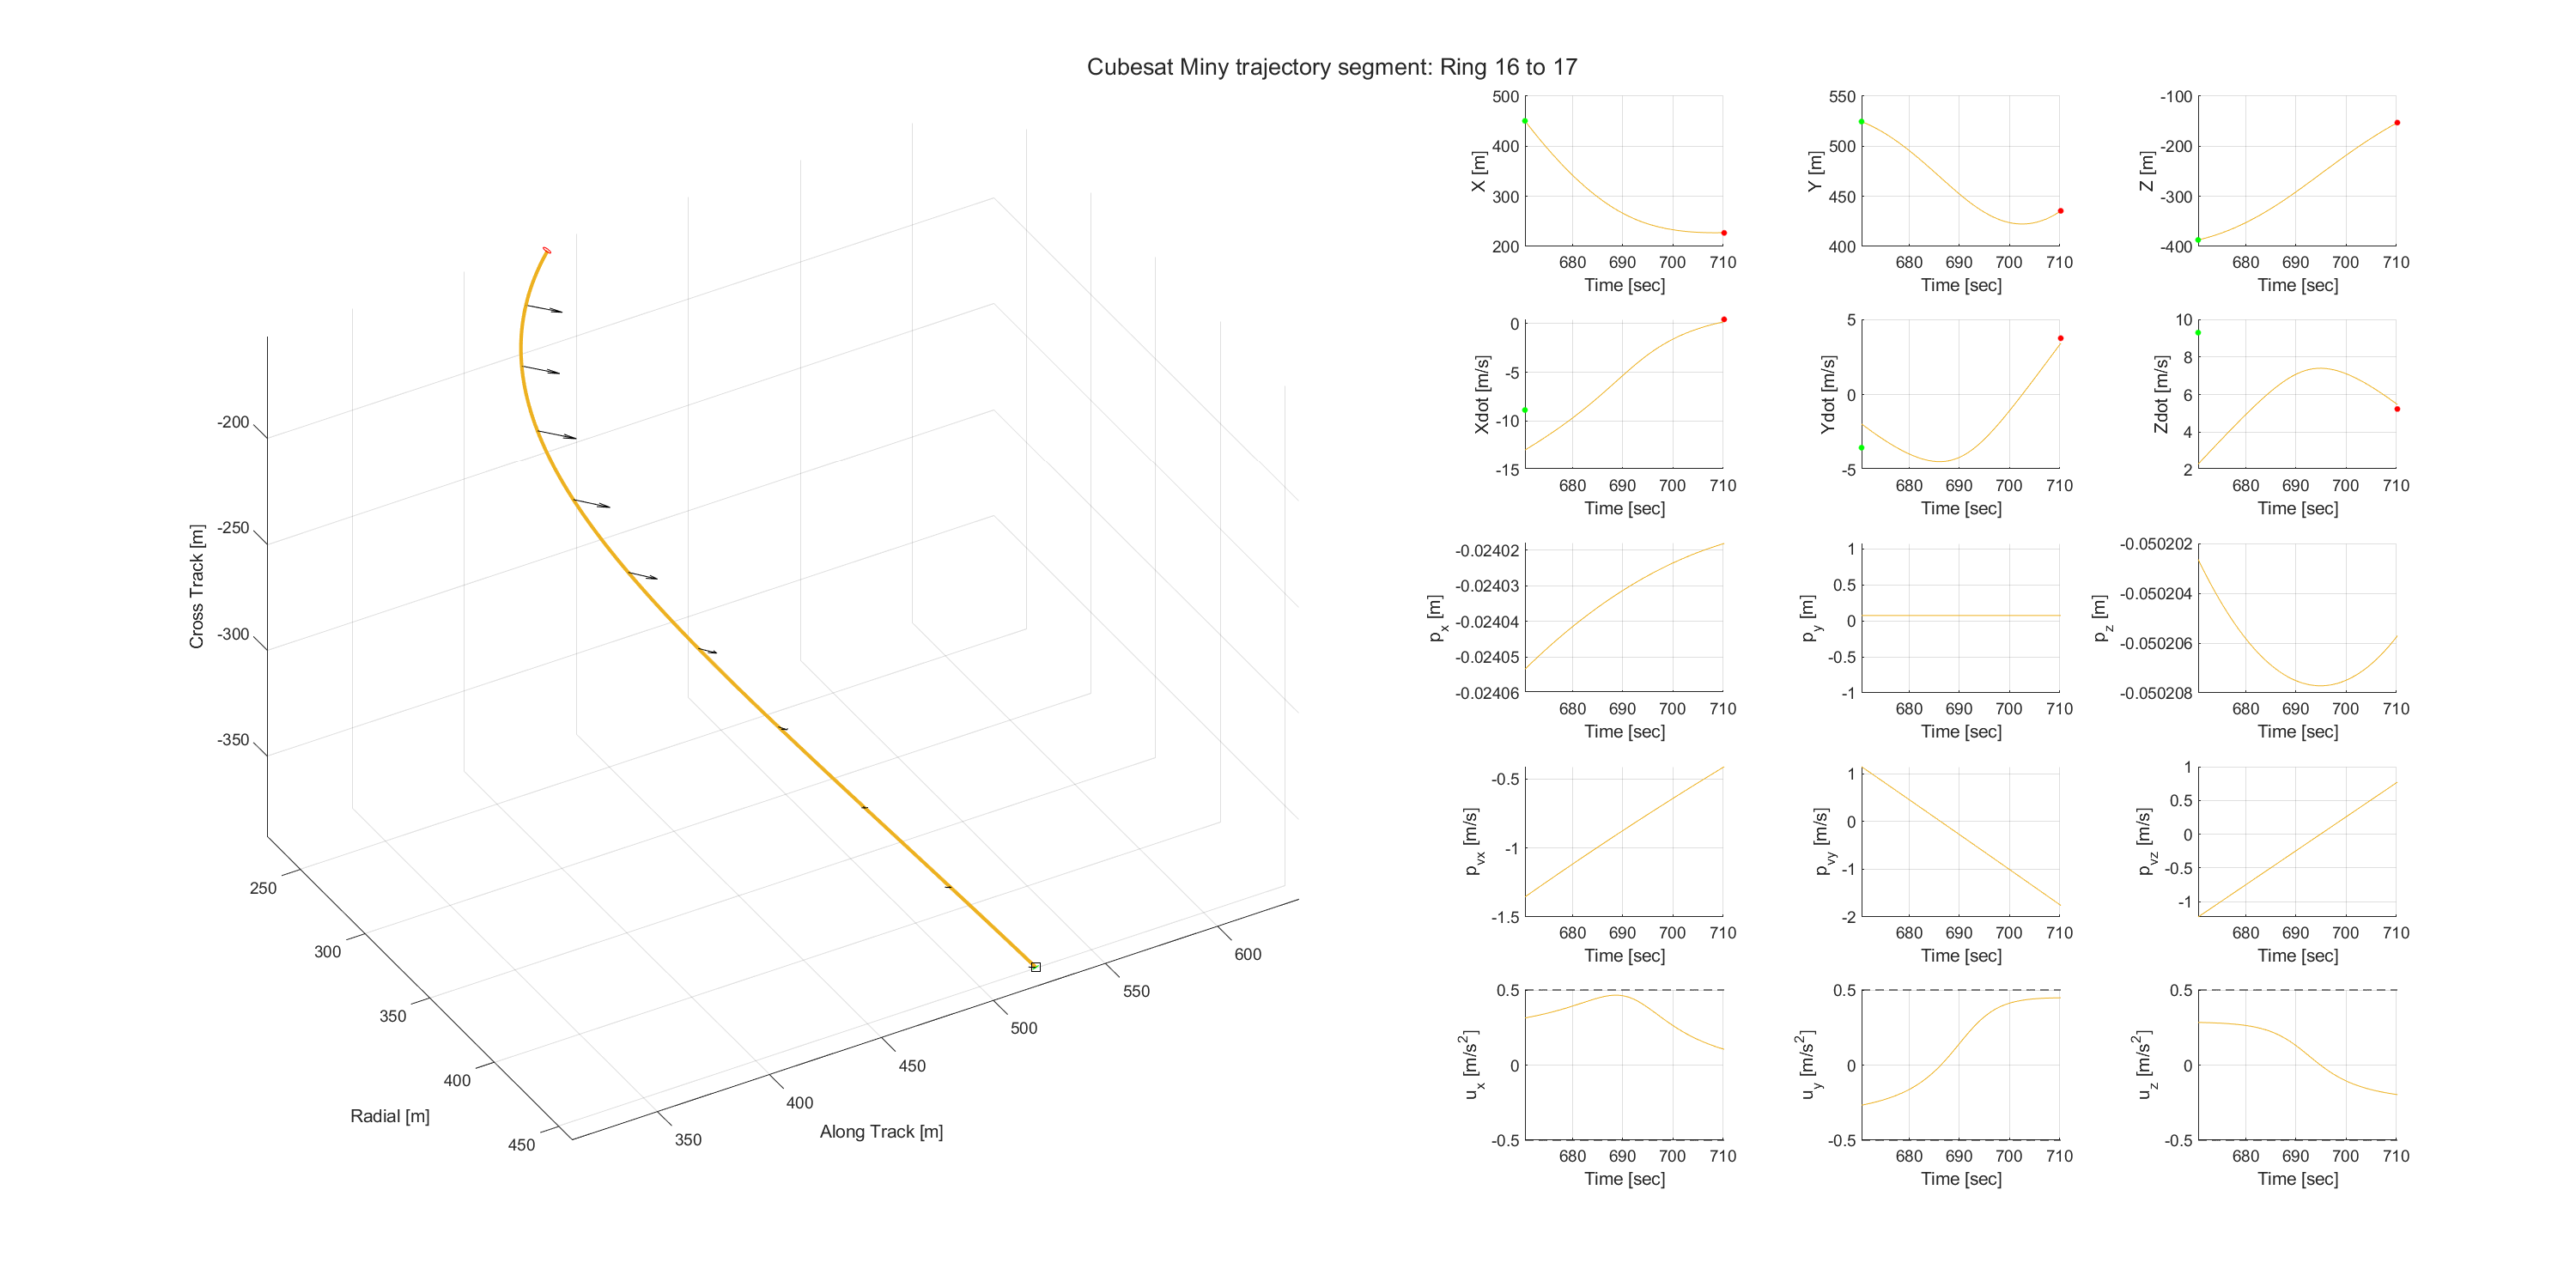 Cubesat Miny trajectory segment: Ring 16 to 17
Cross Track [m]
-200
-250
-300
-350
250
300
350
400
450
Radial [m]
350
400
450
500
550
600
Along Track [m]
X [m]
500
400
300
200
680 690 700 710
Time [sec]
Y [m]
550
500
450
400
680 690 700 710
Time [sec]
Z [m]
-100
-200
-300
-400
680 690 700 710
Time [sec]
Xdot [m/s]
0
-5
-10
-15
680 690 700 710
Time [sec]
Ydot [m/s]
5
0
-5
680 690 700 710
Time [sec]
Zdot [m/s]
10
8
6
4
2
680 690 700 710
Time [sec]
p_x [m]
-0.02402
-0.02403
-0.02404
-0.02405
-0.02406
680 690 700 710
Time [sec]
p_y [m]
1
0.5
0
-0.5
-1
680 690 700 710
Time [sec]
p_z [m]
-0.050202
-0.050204
-0.050206
-0.050208
680 690 700 710
Time [sec]
p_vx [m/s]
-0.5
-1
-1.5
680 690 700 710
Time [sec]
p_vy [m/s]
1
0
-1
-2
680 690 700 710
Time [sec]
p_vz [m/s]
1
0.5
0
-0.5
-1
680 690 700 710
Time [sec]
u_x [m/s²]
0.5
0
-0.5
680 690 700 710
Time [sec]
u_y [m/s²]
0.5
0
-0.5
680 690 700 710
Time [sec]
u_z [m/s²]
0.5
0
-0.5
680 690 700 710
Time [sec]